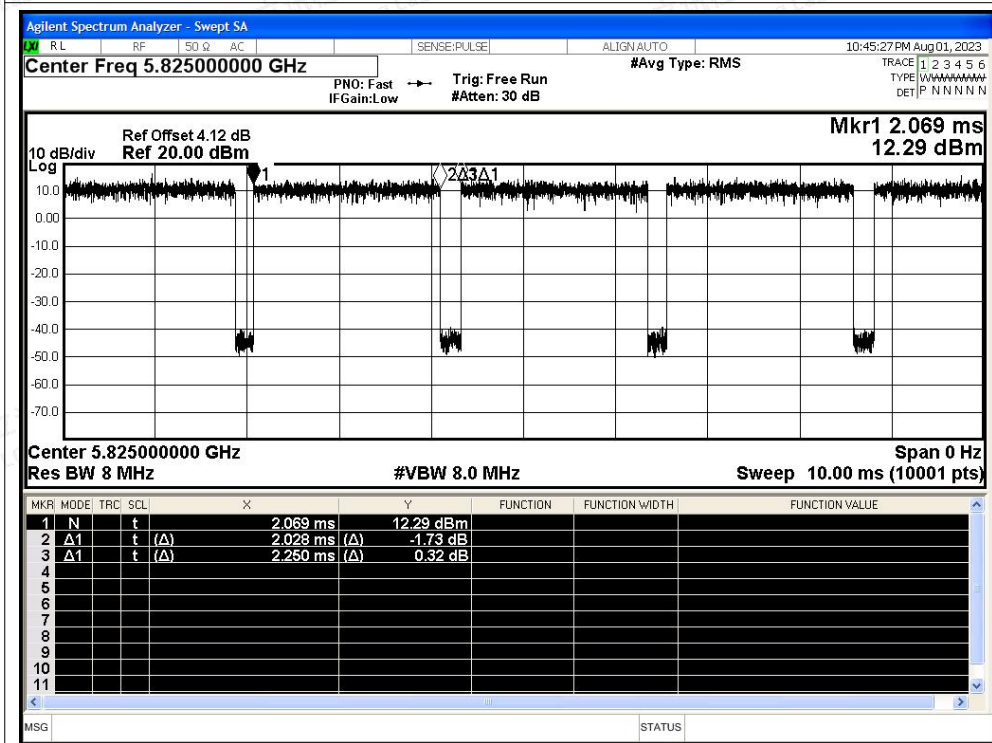 Agilent Spectrum Analyzer - Swept SA
LXI RL RF 50 Ω AC SENSE:PULSE ALIGN AUTO 10:45:27 PM Aug 01, 2023
Center Freq 5.825000000 GHz #Avg Type: RMS TRACE 1 2 3 4 5 6
PNO: Fast Trig: Free Run TYPE WWWWWW
IFGain:Low #Atten: 30 dB DET P N N N N N
Mkr1 2.069 ms
Ref Offset 4.12 dB
10 dB/div Ref 20.00 dBm 12.29 dBm
Log
1 2Δ3Δ1
10.0
0.00
-10.0
-20.0
-30.0
-40.0
-50.0
-60.0
-70.0
Center 5.825000000 GHz Span 0 Hz
Res BW 8 MHz #VBW 8.0 MHz Sweep 10.00 ms (10001 pts)
MKR MODE TRC SCL X Y FUNCTION FUNCTION WIDTH FUNCTION VALUE
1 N t 2.069 ms 12.29 dBm
2 Δ1 t (Δ) 2.028 ms (Δ) -1.73 dB
3 Δ1 t (Δ) 2.250 ms (Δ) 0.32 dB
4
5
6
7
8
9
10
11
MSG STATUS